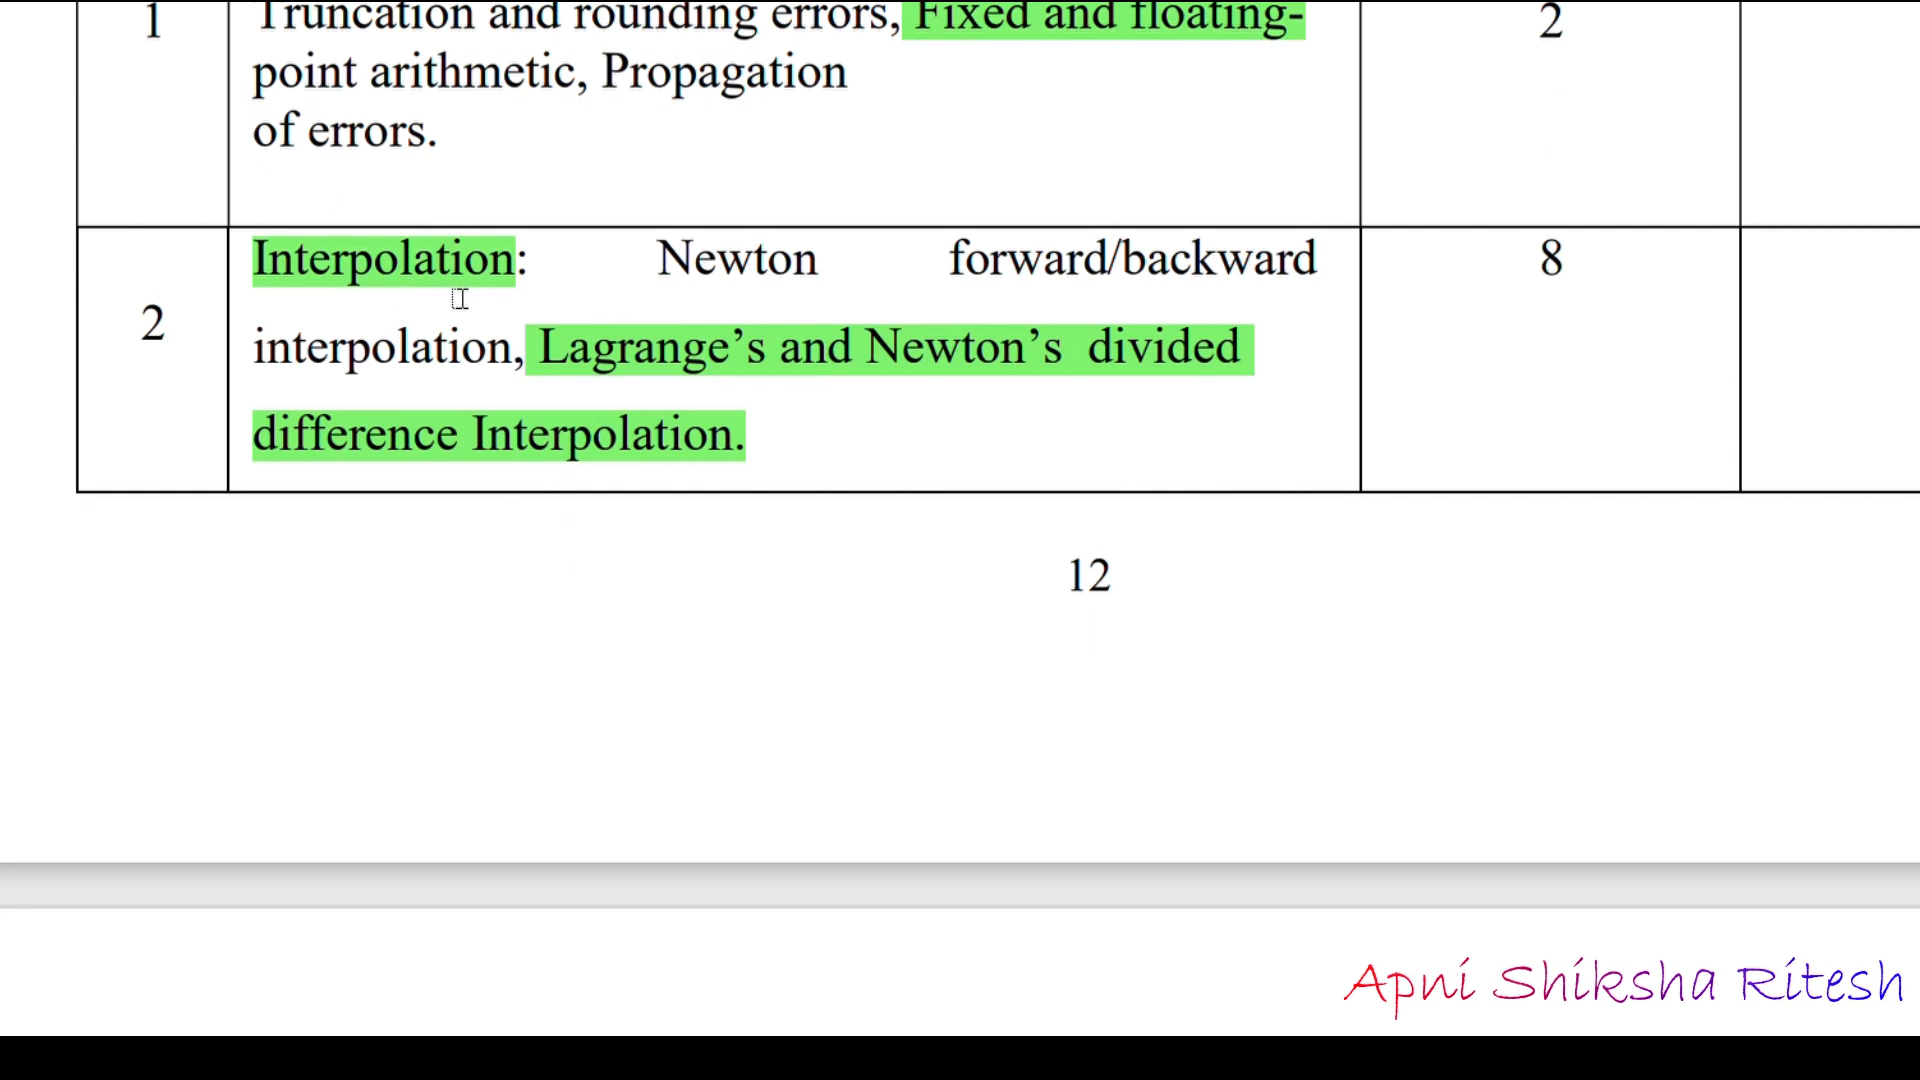 1
Truncation and rounding errors, Fixed and floating-
2
point arithmetic, Propagation
of errors.
2
Interpolation: Newton forward/backward
8
interpolation, Lagrange’s and Newton’s divided
difference Interpolation.
12
Apni Shiksha Ritesh